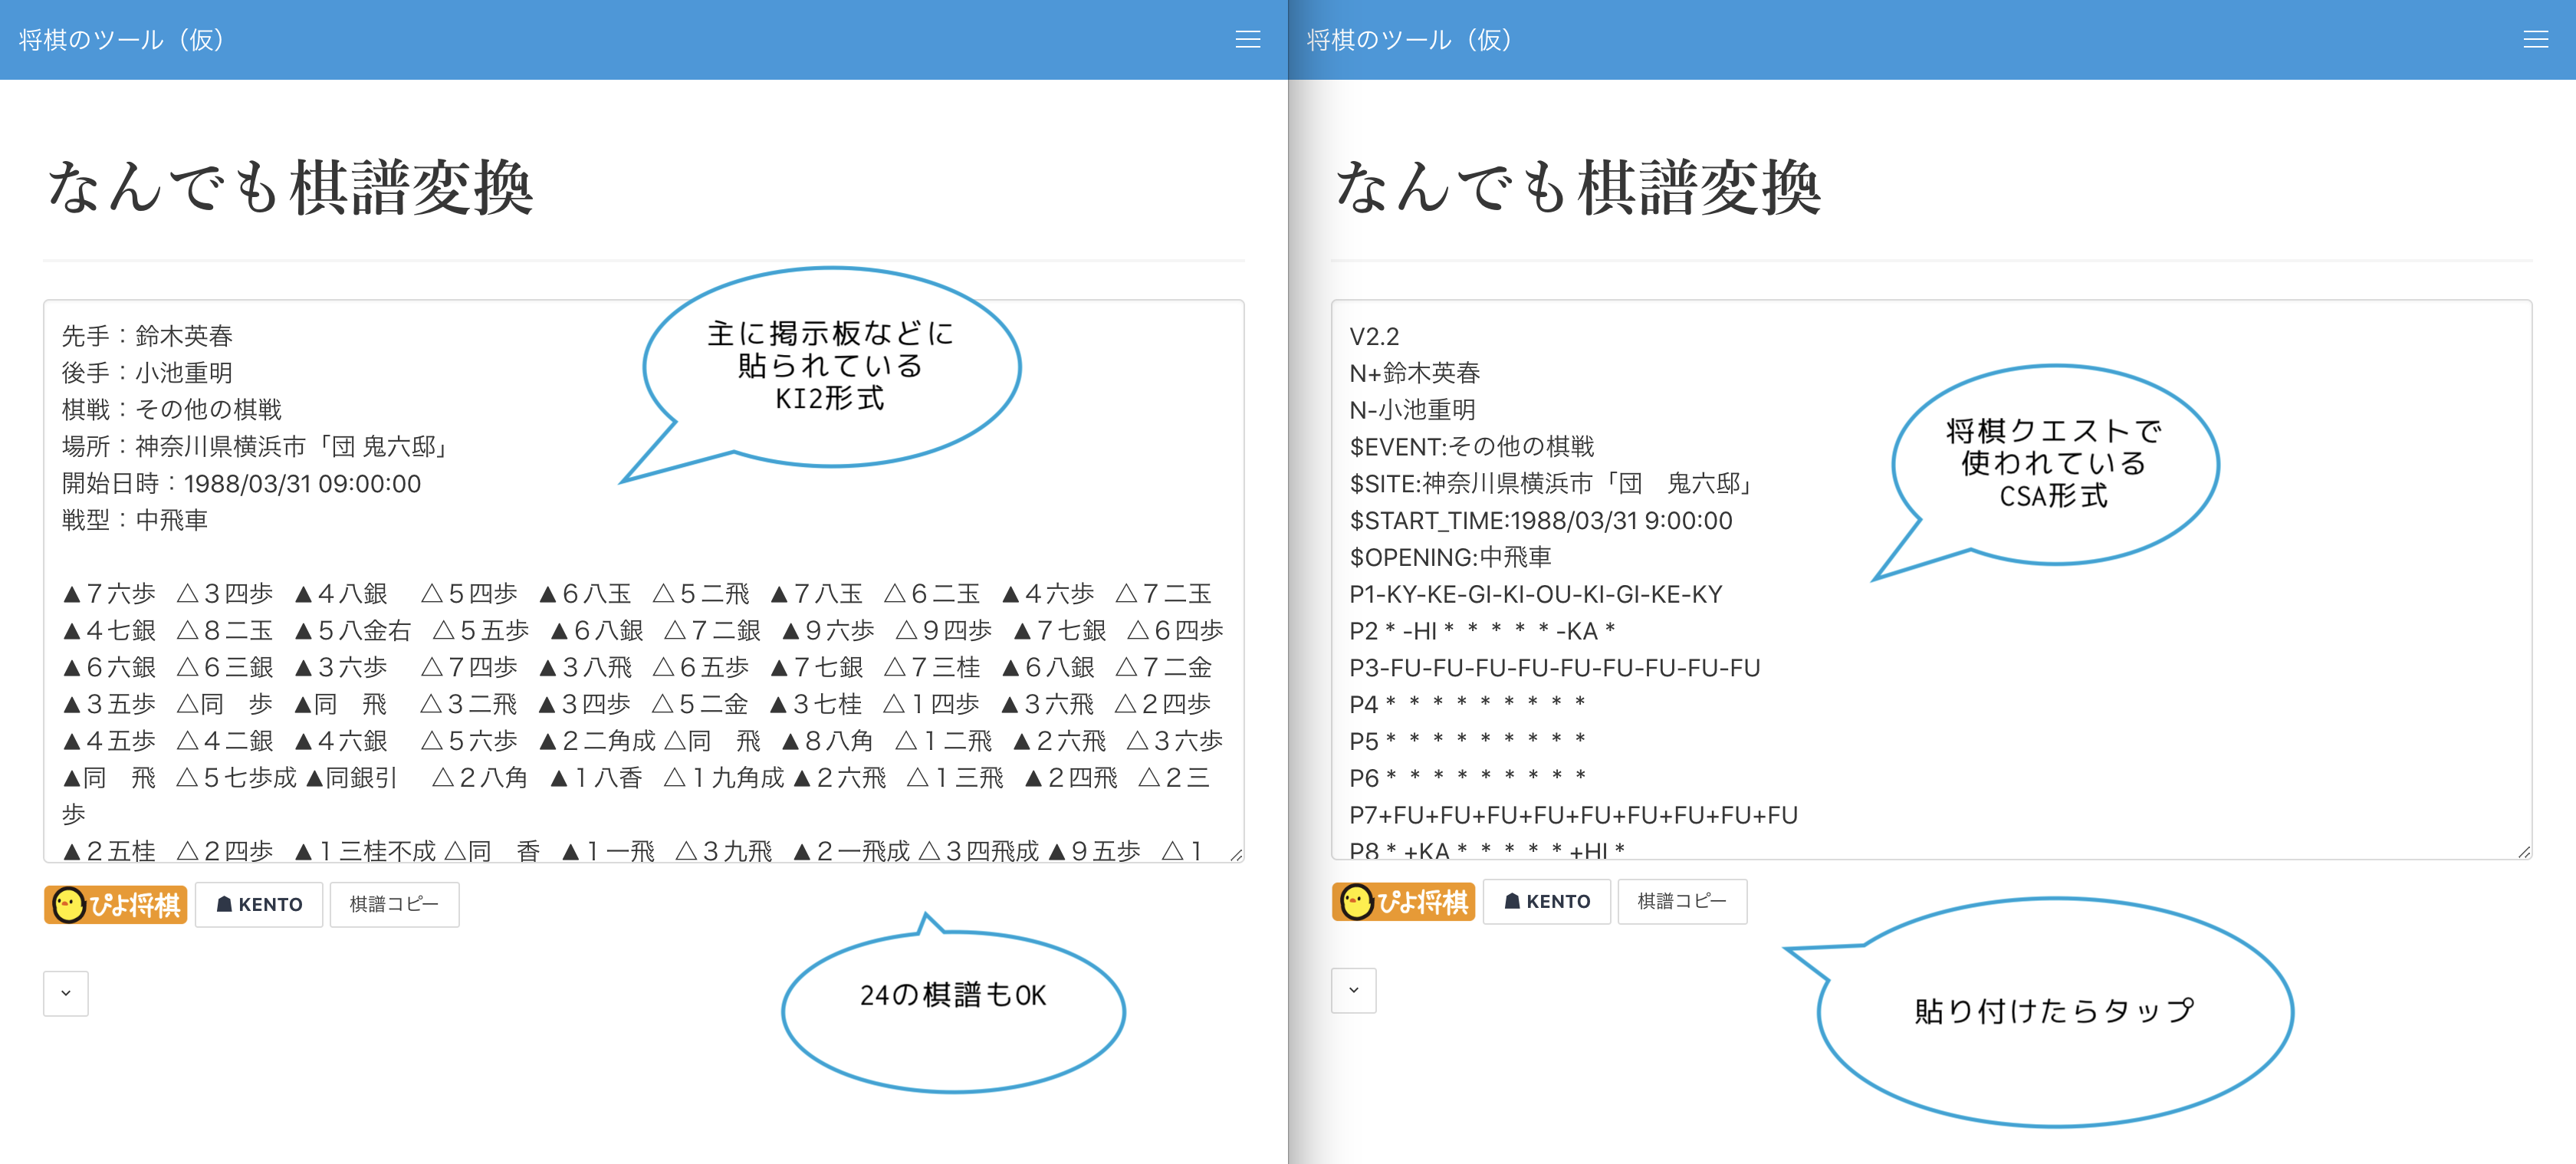 将棋のツール（仮）
なんでも棋譜変換
先手：鈴木英春
後手：小池重明
棋戦：その他の棋戦
場所：神奈川県横浜市「団 鬼六邸」
開始日時：1988/03/31 09:00:00
戦型：中飛車
▲７六歩 △３四歩 ▲４八銀 △５四歩 ▲６八玉 △５二飛 ▲７八玉 △６二玉 ▲４六歩 △７二玉
▲４七銀 △８二玉 ▲５八金右 △５五歩 ▲６八銀 △７二銀 ▲９六歩 △９四歩 ▲７七銀 △６四歩
▲６六銀 △６三銀 ▲３六歩 △７四歩 ▲３八飛 △６五歩 ▲７七銀 △７三桂 ▲６八銀 △７二金
▲３五歩 △同　歩 ▲同　飛 △３二飛 ▲３四歩 △５二金 ▲３七桂 △１四歩 ▲３六飛 △２四歩
▲４五歩 △４二銀 ▲４六銀 △５六歩 ▲２二角成 △同　飛 ▲８八角 △１二飛 ▲２六飛 △３六歩
▲同　飛 △５七歩成 ▲同銀引 △２八角 ▲１八香 △１九角成 ▲２六飛 △１三飛 ▲２四飛 △２三
歩
▲２五桂 △２四歩 ▲１三桂不成 △同　香 ▲１一飛 △３九飛 ▲２一飛成 △３四飛成 ▲９五歩 △１
主に掲示板などに
貼られている
KI2形式
ぴよ将棋
KENTO
棋譜コピー
24の棋譜もOK
将棋のツール（仮）
なんでも棋譜変換
V2.2
N+鈴木英春
N-小池重明
$EVENT:その他の棋戦
$SITE:神奈川県横浜市「団　鬼六邸」
$START_TIME:1988/03/31 9:00:00
$OPENING:中飛車
P1-KY-KE-GI-KI-OU-KI-GI-KE-KY
P2 * -HI * * * * * -KA *
P3-FU-FU-FU-FU-FU-FU-FU-FU-FU
P4 * * * * * * * * *
P5 * * * * * * * * *
P6 * * * * * * * * *
P7+FU+FU+FU+FU+FU+FU+FU+FU+FU
P8 * +KA * * * * * +HI *
将棋クエストで
使われている
CSA形式
ぴよ将棋
KENTO
棋譜コピー
貼り付けたらタップ